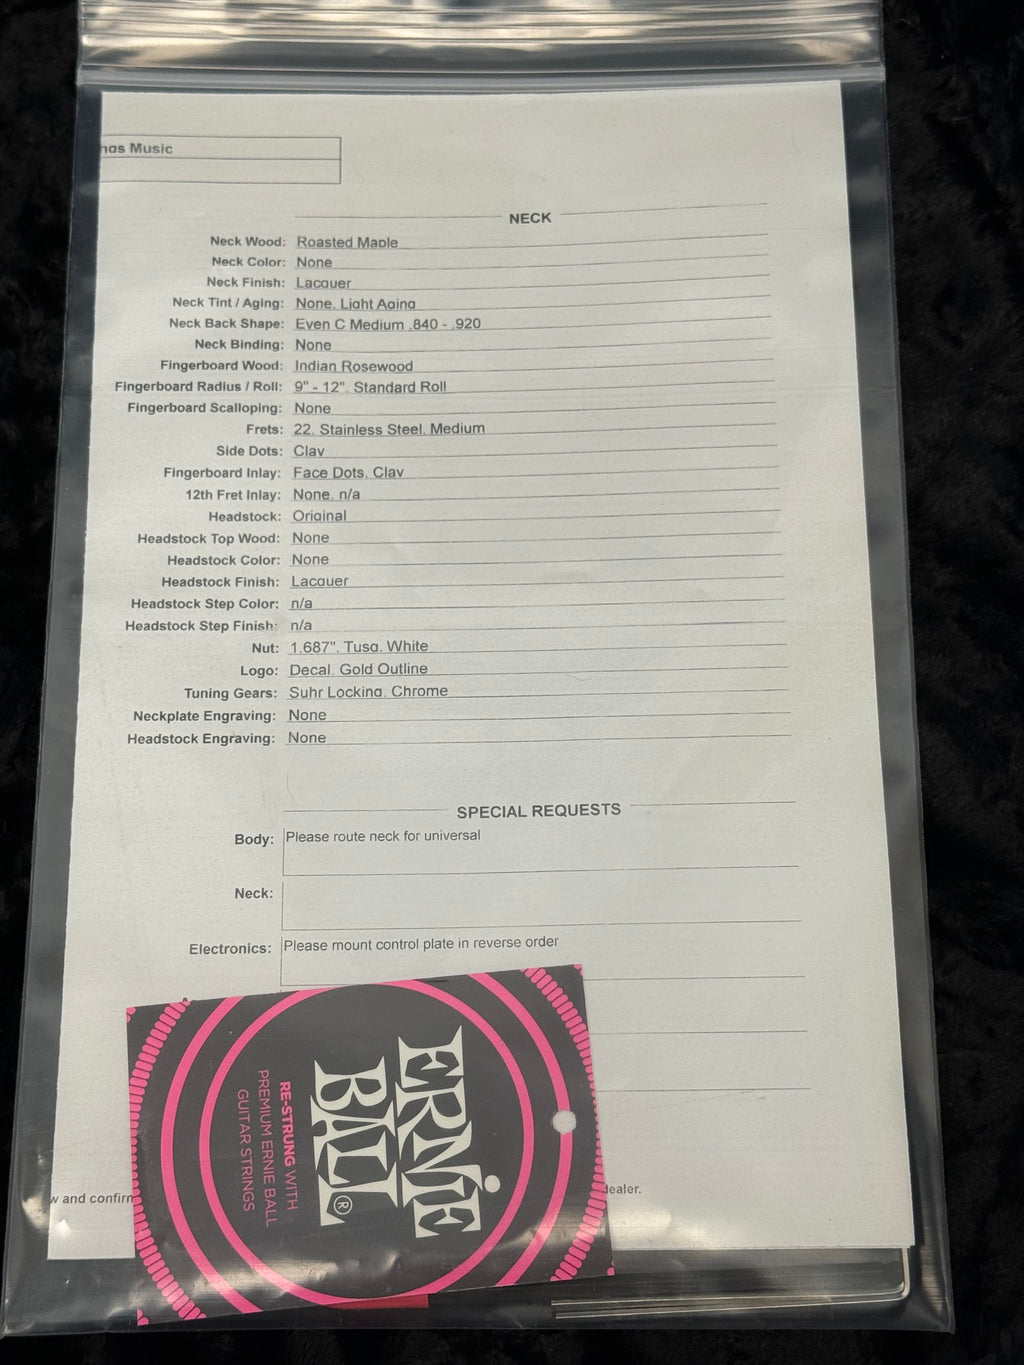 has Music
NECK
Neck Wood: Roasted Maple
Neck Color: None
Neck Finish: Lacquer
Neck Tint / Aging: None, Light Aging
Neck Back Shape: Even C Medium .840 - .920
Neck Binding: None
Fingerboard Wood: Indian Rosewood
Fingerboard Radius / Roll: 9" - 12", Standard Roll
Fingerboard Scalloping: None
Frets: 22, Stainless Steel, Medium
Side Dots: Clay
Fingerboard Inlay: Face Dots, Clay
12th Fret Inlay: None, n/a
Headstock: Original
Headstock Top Wood: None
Headstock Color: None
Headstock Finish: Lacquer
Headstock Step Color: n/a
Headstock Step Finish: n/a
Nut: 1.687", Tusq, White
Logo: Decal, Gold Outline
Tuning Gears: Suhr Locking, Chrome
Neckplate Engraving: None
Headstock Engraving: None
SPECIAL REQUESTS
Body: Please route neck for universal
Neck:
Electronics: Please mount control plate in reverse order
ERNIE
BALL®
RE-STRUNG WITH
PREMIUM ERNIE BALL
GUITAR STRINGS
w and confirm dealer.